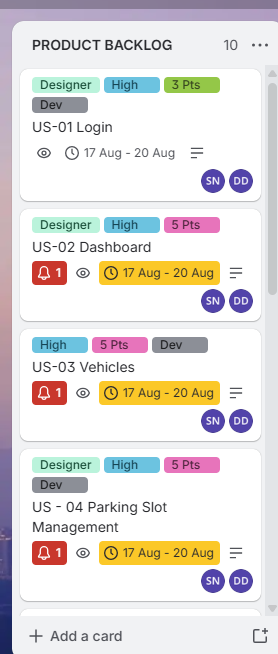 PRODUCT BACKLOG 10
Designer High 3 Pts
Dev
US-01 Login
17 Aug - 20 Aug
SN DD
Designer High 5 Pts
US-02 Dashboard
1 17 Aug - 20 Aug
SN DD
High 5 Pts Dev
US-03 Vehicles
1 17 Aug - 20 Aug
SN DD
Designer High 5 Pts
Dev
US - 04 Parking Slot
Management
1 17 Aug - 20 Aug
SN DD
Add a card